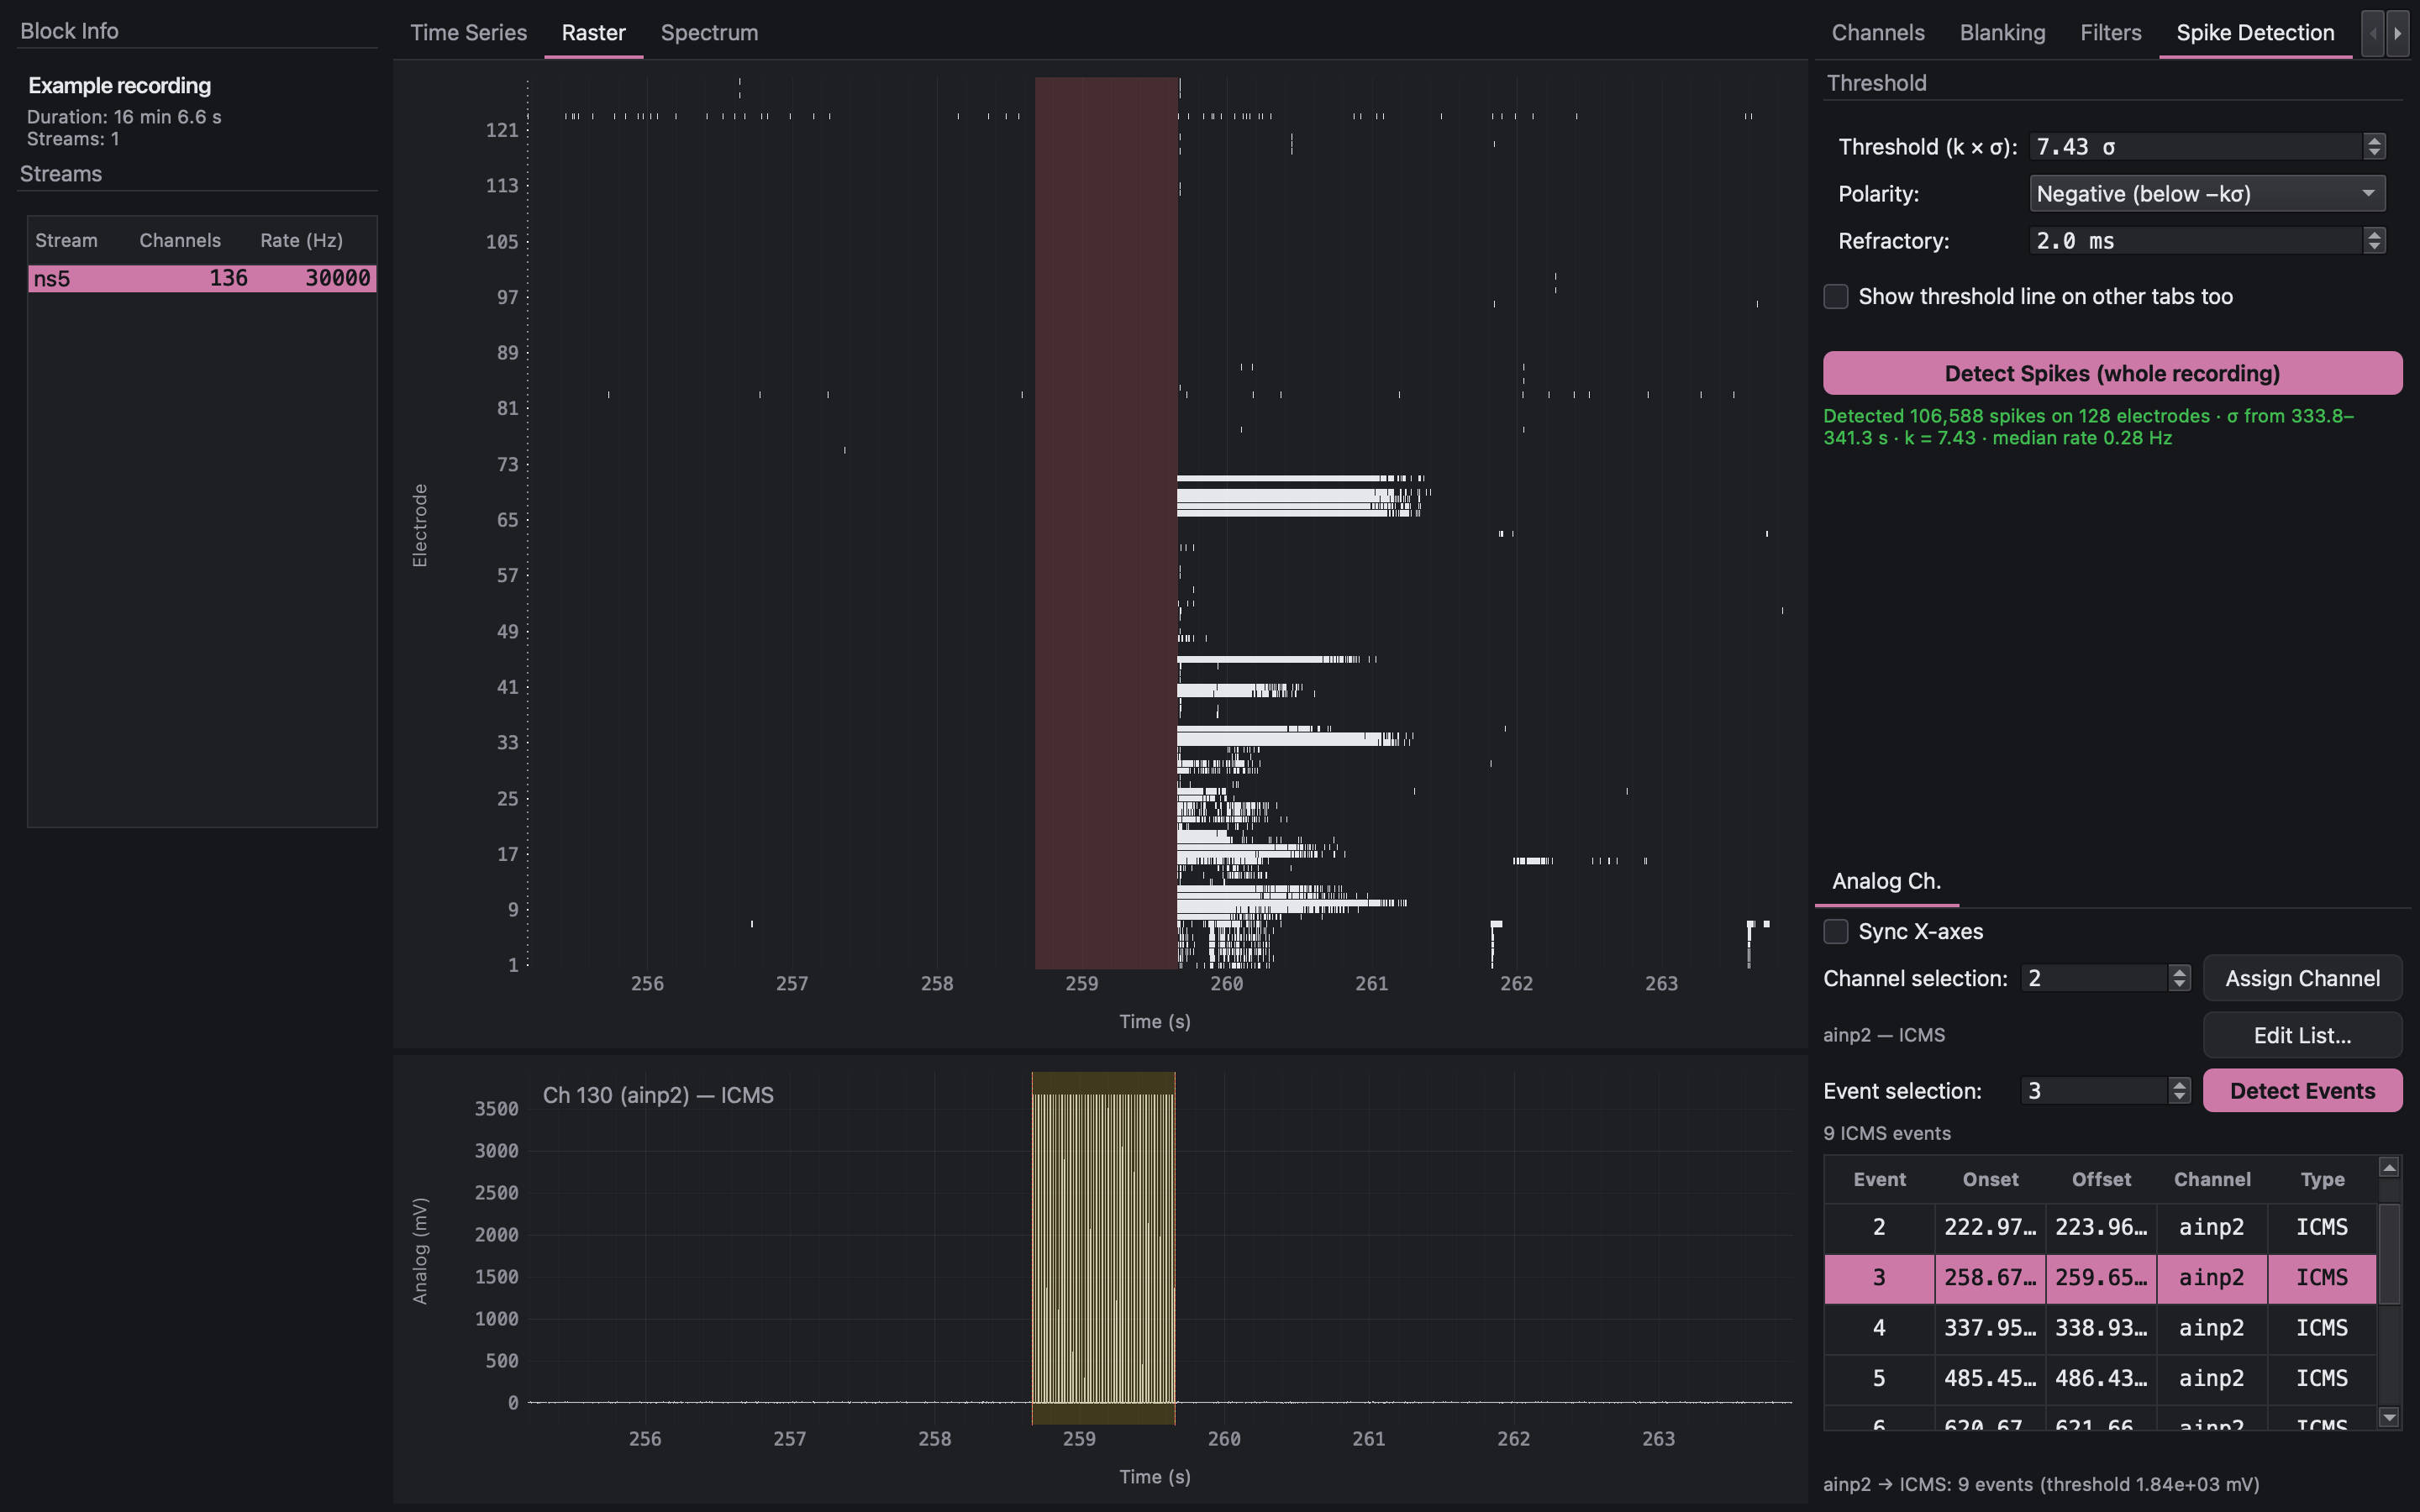 Block Info
Example recording
Duration: 16 min 6.6 s
Streams: 1
Streams
Stream Channels Rate (Hz)
ns5 136 30000
Time Series Raster Spectrum
121
113
105
97
89
81
73
65
57
49
41
33
25
17
9
1
Electrode
256 257 258 259 260 261 262 263
Time (s)
Ch 130 (ainp2) — ICMS
3500
3000
2500
2000
1500
1000
500
0
Analog (mV)
256 257 258 259 260 261 262 263
Time (s)
Channels Blanking Filters Spike Detection
Threshold
Threshold (k × σ): 7.43 σ
Polarity: Negative (below −kσ)
Refractory: 2.0 ms
Show threshold line on other tabs too
Detect Spikes (whole recording)
Detected 106,588 spikes on 128 electrodes · σ from 333.8–
341.3 s · k = 7.43 · median rate 0.28 Hz
Analog Ch.
Sync X-axes
Channel selection: 2 Assign Channel
ainp2 — ICMS Edit List...
Event selection: 3 Detect Events
9 ICMS events
Event Onset Offset Channel Type
2 222.97… 223.96… ainp2 ICMS
3 258.67… 259.65… ainp2 ICMS
4 337.95… 338.93… ainp2 ICMS
5 485.45… 486.43… ainp2 ICMS
6 620.67… 621.66… ainp2 ICMS
ainp2 → ICMS: 9 events (threshold 1.84e+03 mV)